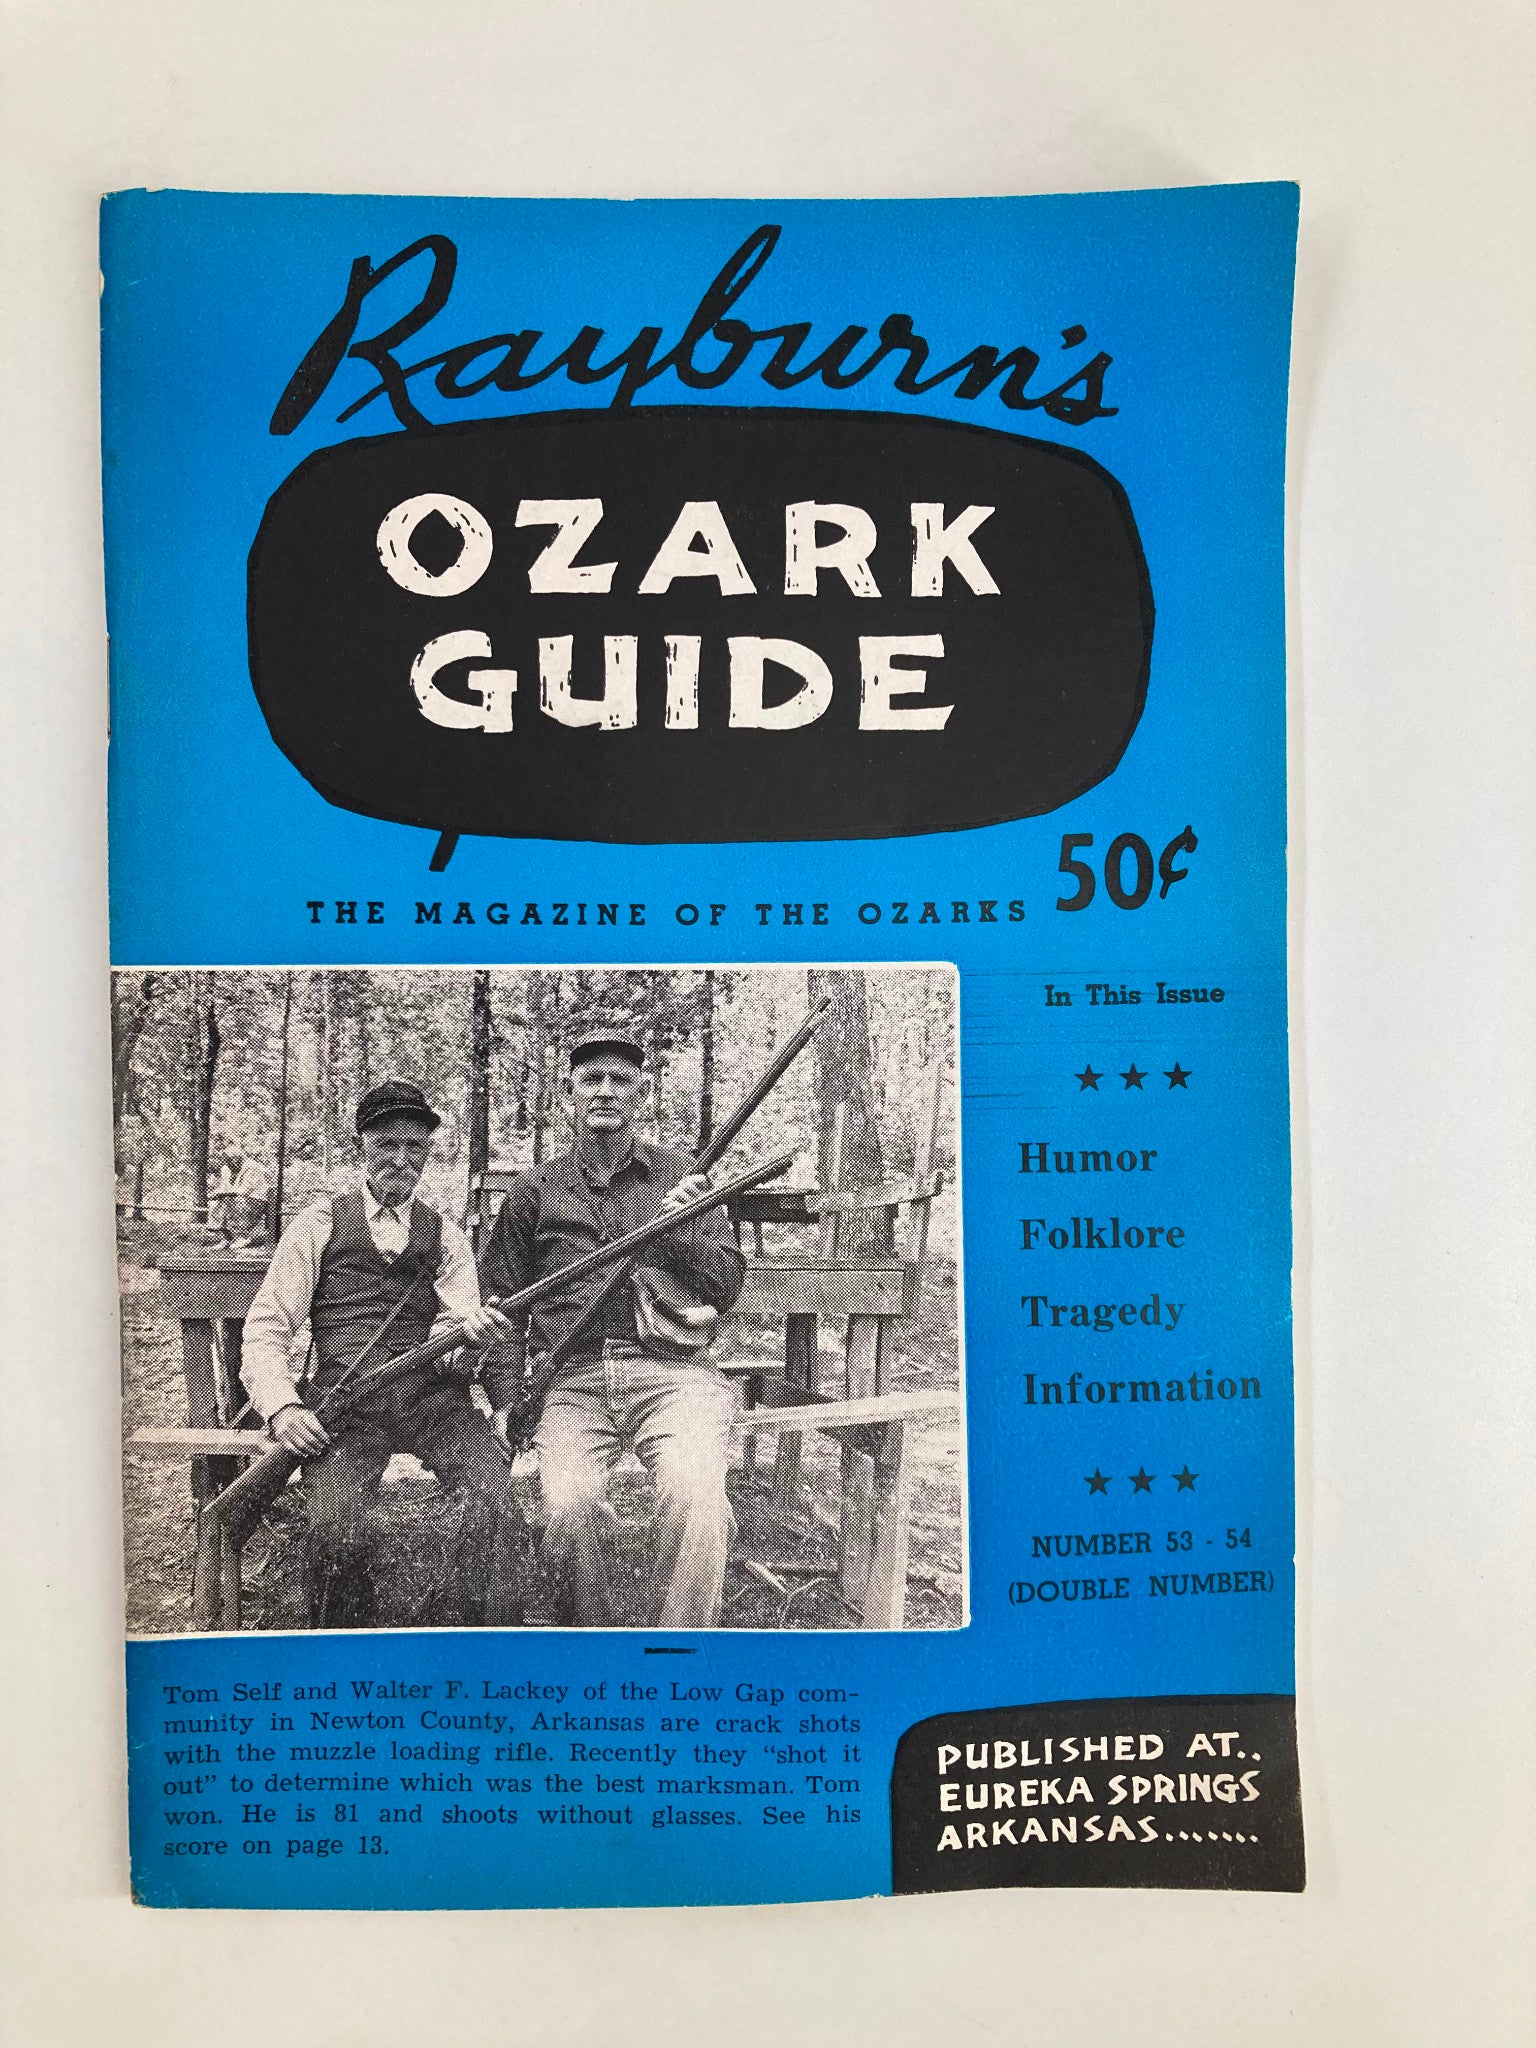 Rayburn's
OZARK
GUIDE
50¢
THE MAGAZINE OF THE OZARKS
In This Issue
★ ★ ★
Humor
Folklore
Tragedy
Information
★ ★ ★
NUMBER 53 - 54
(DOUBLE NUMBER)
Tom Self and Walter F. Lackey of the Low Gap com-
munity in Newton County, Arkansas are crack shots
with the muzzle loading rifle. Recently they "shot it
out" to determine which was the best marksman. Tom
won. He is 81 and shoots without glasses. See his
score on page 13.
PUBLISHED AT..
EUREKA SPRINGS
ARKANSAS.......